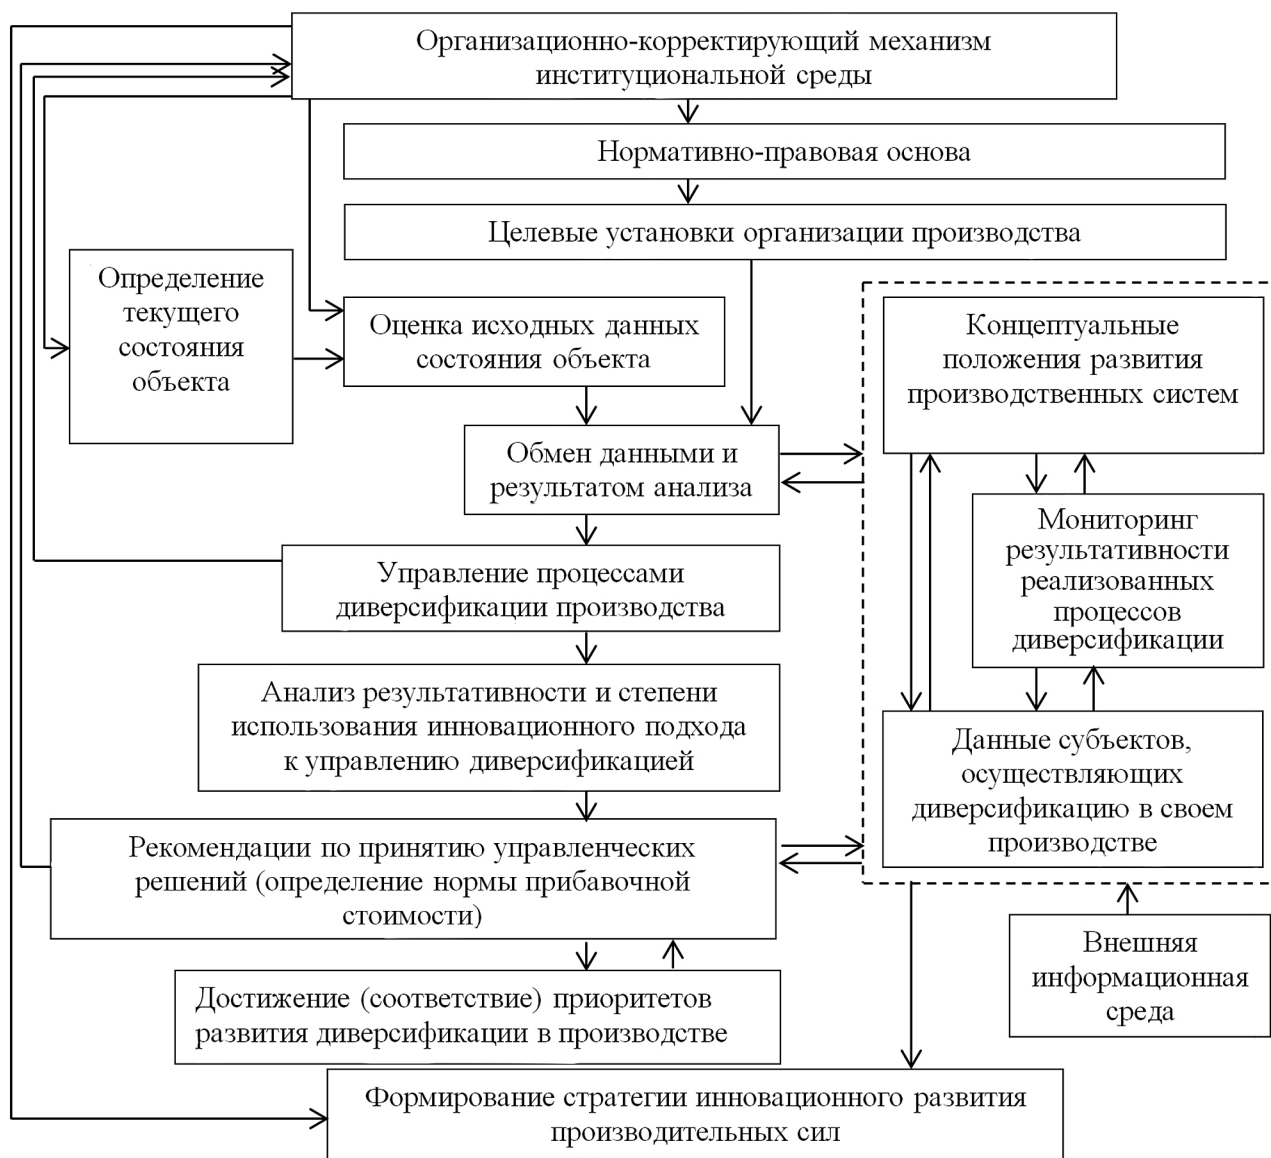 Организационно-корректирующий механизм
институциональной среды
Нормативно-правовая основа
Целевые установки организации производства
Определение
текущего
состояния
объекта
Оценка исходных данных
состояния объекта
Концептуальные
положения развития
производственных систем
Обмен данными и
результатом анализа
Мониторинг
результативности
реализованных
процессов
диверсификации
Управление процессами
диверсификации производства
Анализ результативности и степени
использования инновационного подхода
к управлению диверсификацией
Данные субъектов,
осуществляющих
диверсификацию в своем
производстве
Рекомендации по принятию управленческих
решений (определение нормы прибавочной
стоимости)
Внешняя
информационная
среда
Достижение (соответствие) приоритетов
развития диверсификации в производстве
Формирование стратегии инновационного развития
производительных сил